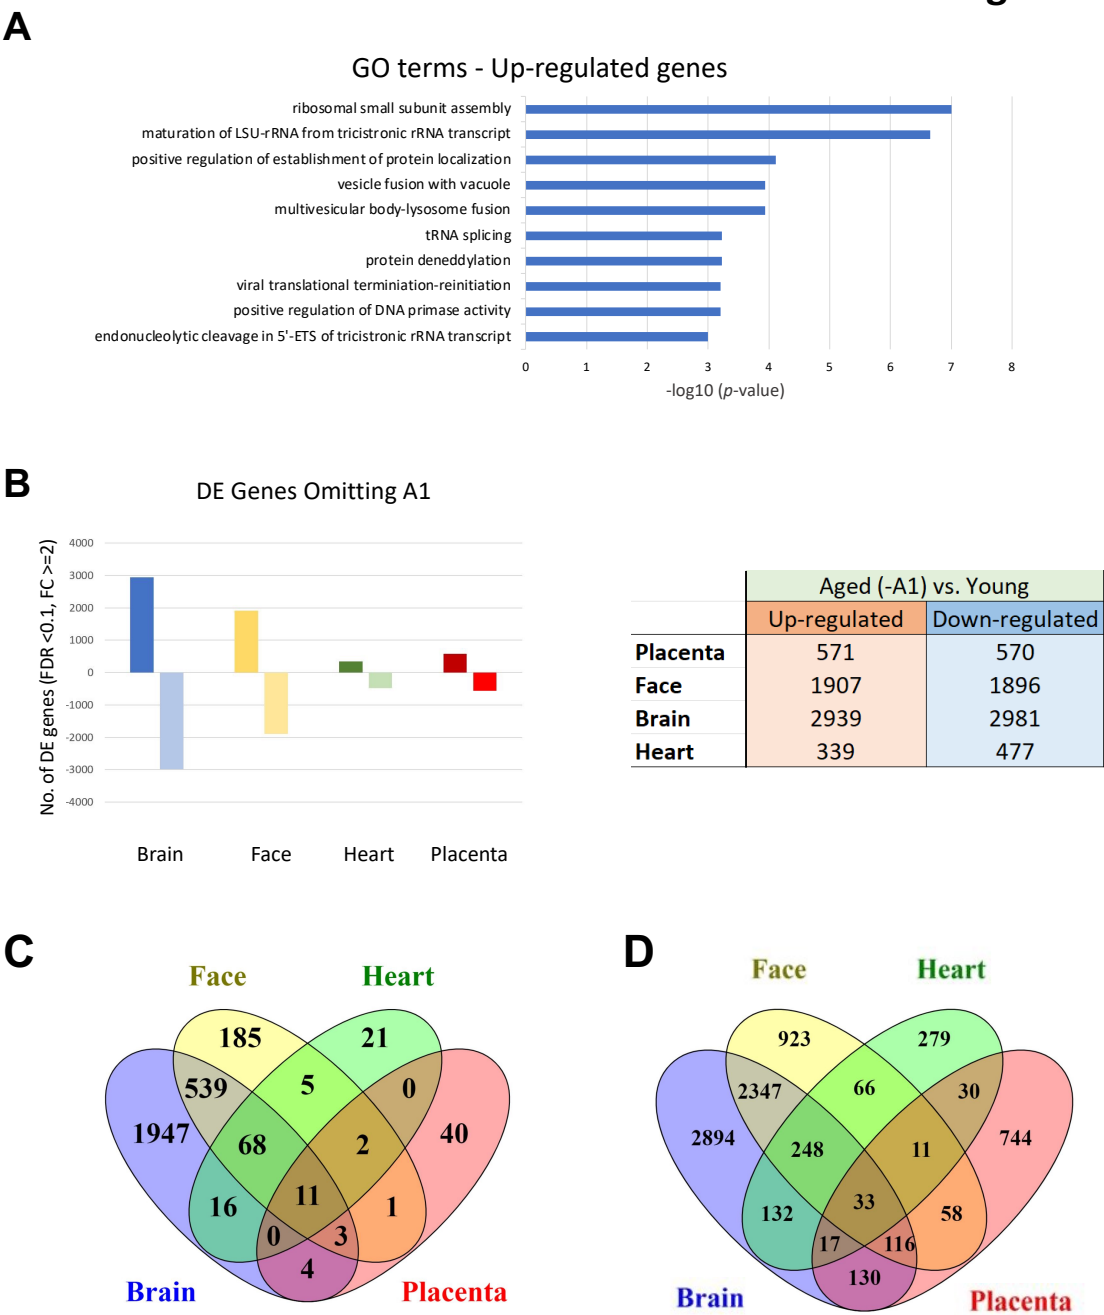 A
GO terms - Up-regulated genes
ribosomal small subunit assembly
maturation of LSU-rRNA from tricistronic rRNA transcript
positive regulation of establishment of protein localization
vesicle fusion with vacuole
multivesicular body-lysosome fusion
tRNA splicing
protein deneddylation
viral translational terminiation-reinitiation
positive regulation of DNA primase activity
endonucleolytic cleavage in 5'-ETS of tricistronic rRNA transcript
0 1 2 3 4 5 6 7 8
-log10 (p-value)
B
DE Genes Omitting A1
No. of DE genes (FDR <0.1, FC >=2)
4000
3000
2000
1000
0
-1000
-2000
-3000
-4000
Brain Face Heart Placenta
Aged (-A1) vs. Young
Up-regulated Down-regulated
Placenta 571 570
Face 1907 1896
Brain 2939 2981
Heart 339 477
C
Face Heart
185 21
539 5 0
1947 68 2 40
16 11 1
0 3
4
Brain Placenta
D
Face Heart
923 279
2347 66 30
2894 248 11 744
132 33 58
17 116
130
Brain Placenta